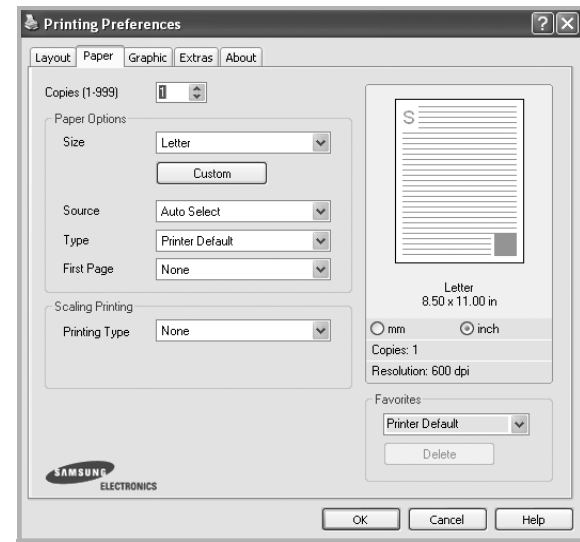 Printing Preferences
Layout Paper Graphic Extras About
Copies (1-999) 1
Paper Options
Size Letter
Custom
Source Auto Select
Type Printer Default
First Page None
Scaling Printing
Printing Type None
S
Letter
8.50 x 11.00 in
mm inch
Copies: 1
Resolution: 600 dpi
Favorites
Printer Default
Delete
SAMSUNG
ELECTRONICS
OK Cancel Help